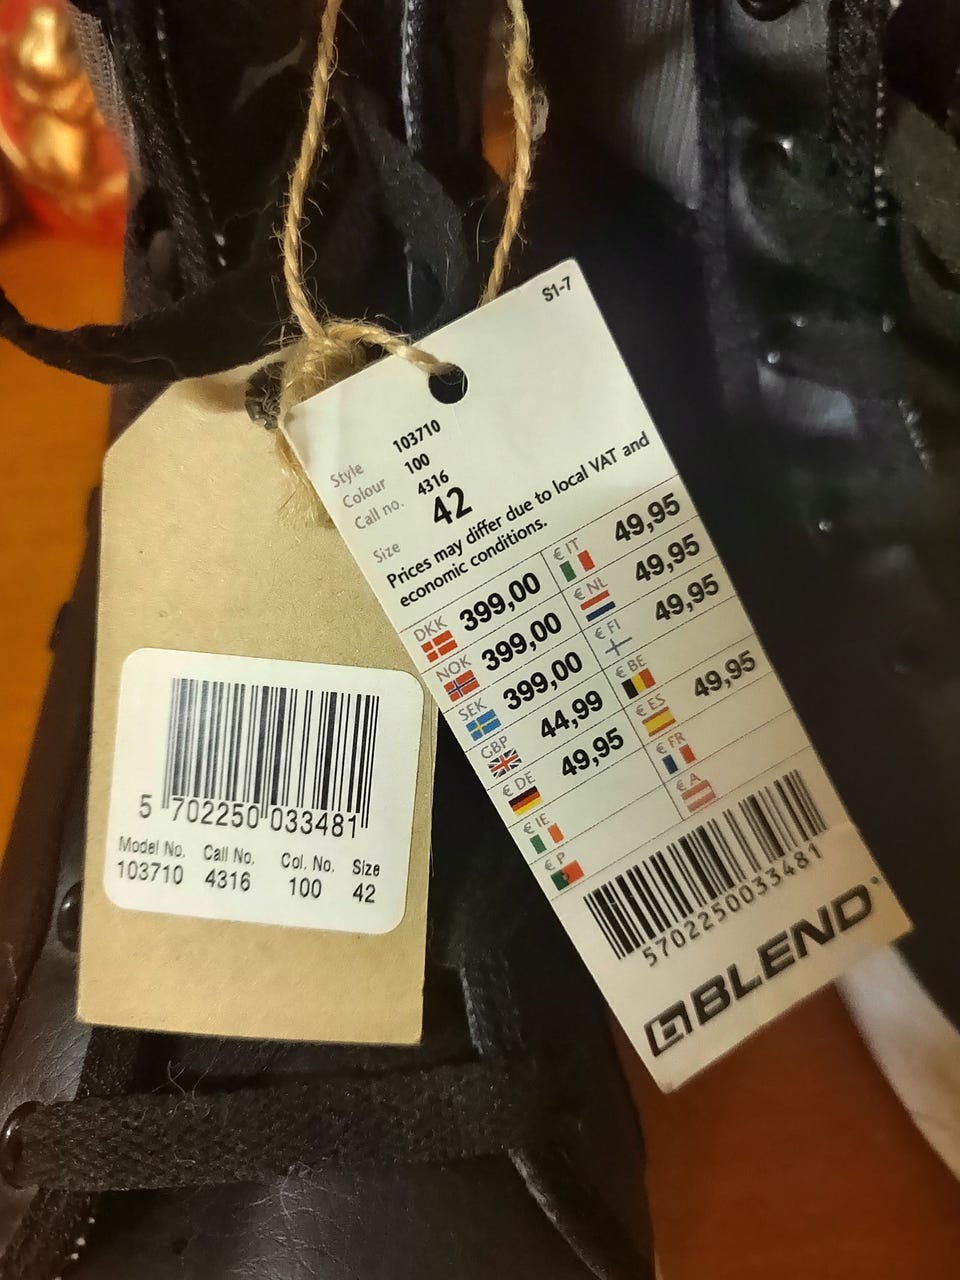 S1-7
Style 103710
Colour 100
Call no. 4316
Size 42
Prices may differ due to local VAT and
economic conditions.
DKK 399,00 € IT 49,95
NOK 399,00 € NL 49,95
SEK 399,00 € FI 49,95
GBP 44,99 € BE
€ DE 49,95 € ES 49,95
€ IE € FR
€ P € A
5702250033481
BLEND
5 702250 033481
Model No. Call No. Col. No. Size
103710 4316 100 42